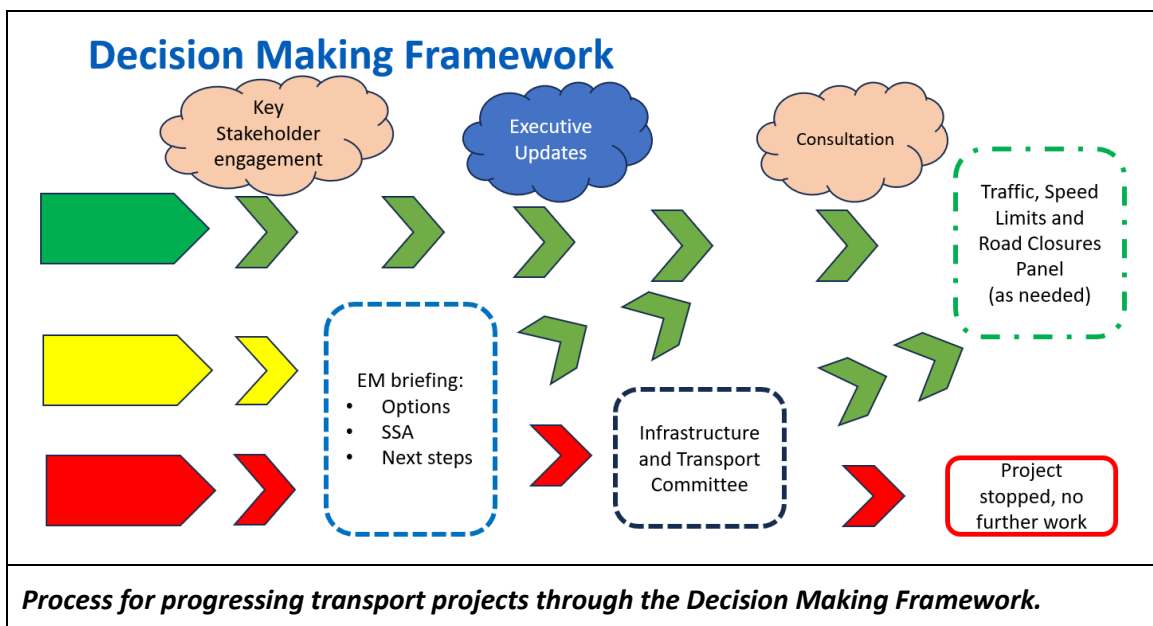 Decision Making Framework
Key
Stakeholder
engagement
Executive
Updates
Consultation
Traffic, Speed
Limits and
Road Closures
Panel
(as needed)
EM briefing:
• Options
• SSA
• Next steps
Infrastructure
and Transport
Committee
Project
stopped, no
further work
Process for progressing transport projects through the Decision Making Framework.